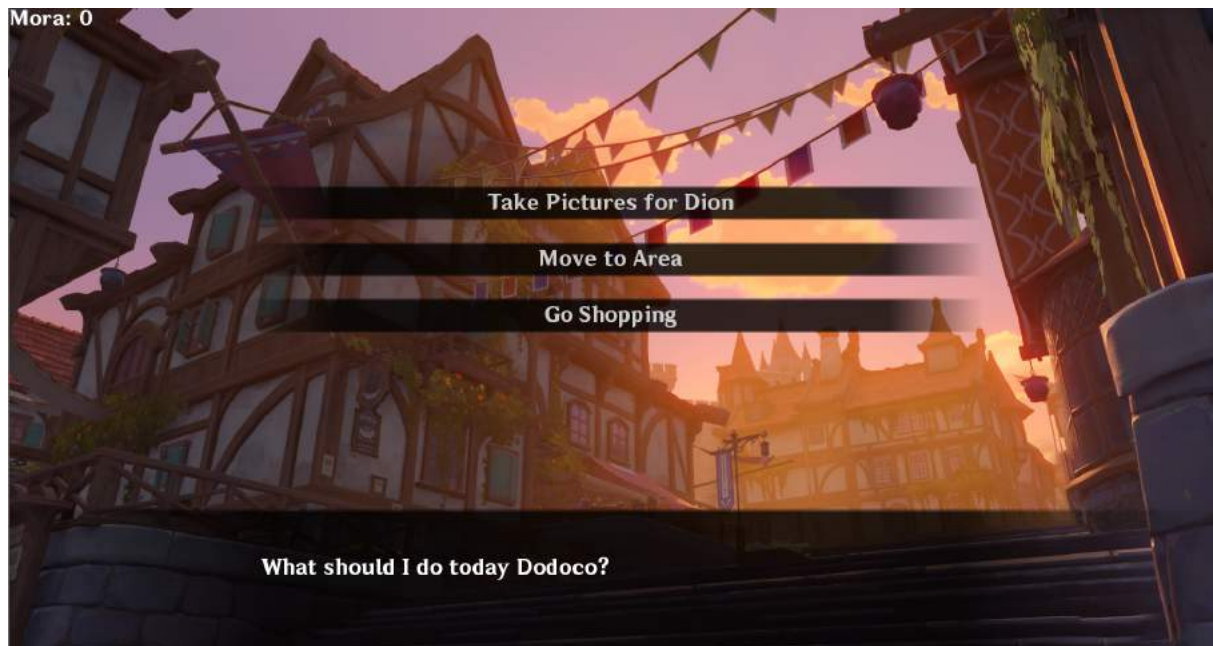 Mora: 0
Take Pictures for Dion
Move to Area
Go Shopping
What should I do today Dodoco?